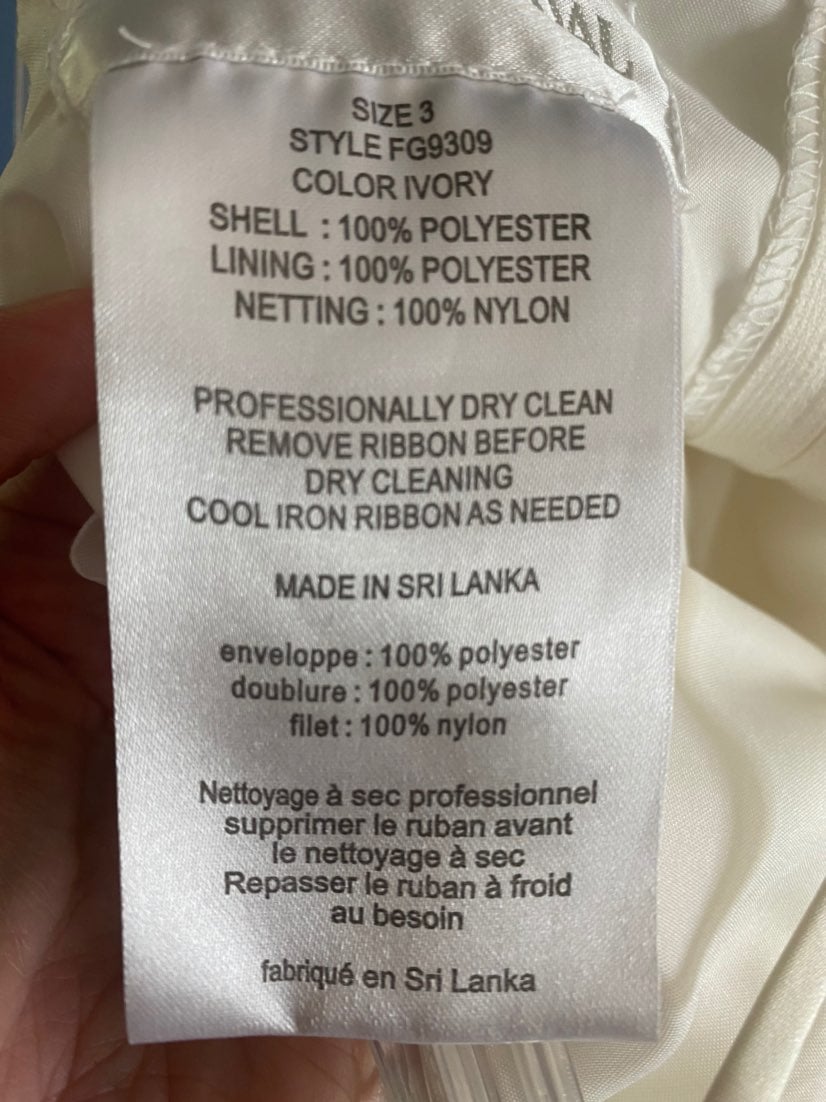 SIZE 3
STYLE FG9309
COLOR IVORY
SHELL : 100% POLYESTER
LINING : 100% POLYESTER
NETTING : 100% NYLON
PROFESSIONALLY DRY CLEAN
REMOVE RIBBON BEFORE
DRY CLEANING
COOL IRON RIBBON AS NEEDED
MADE IN SRI LANKA
enveloppe : 100% polyester
doublure : 100% polyester
filet : 100% nylon
Nettoyage à sec professionnel
supprimer le ruban avant
le nettoyage à sec
Repasser le ruban à froid
au besoin
fabriqué en Sri Lanka